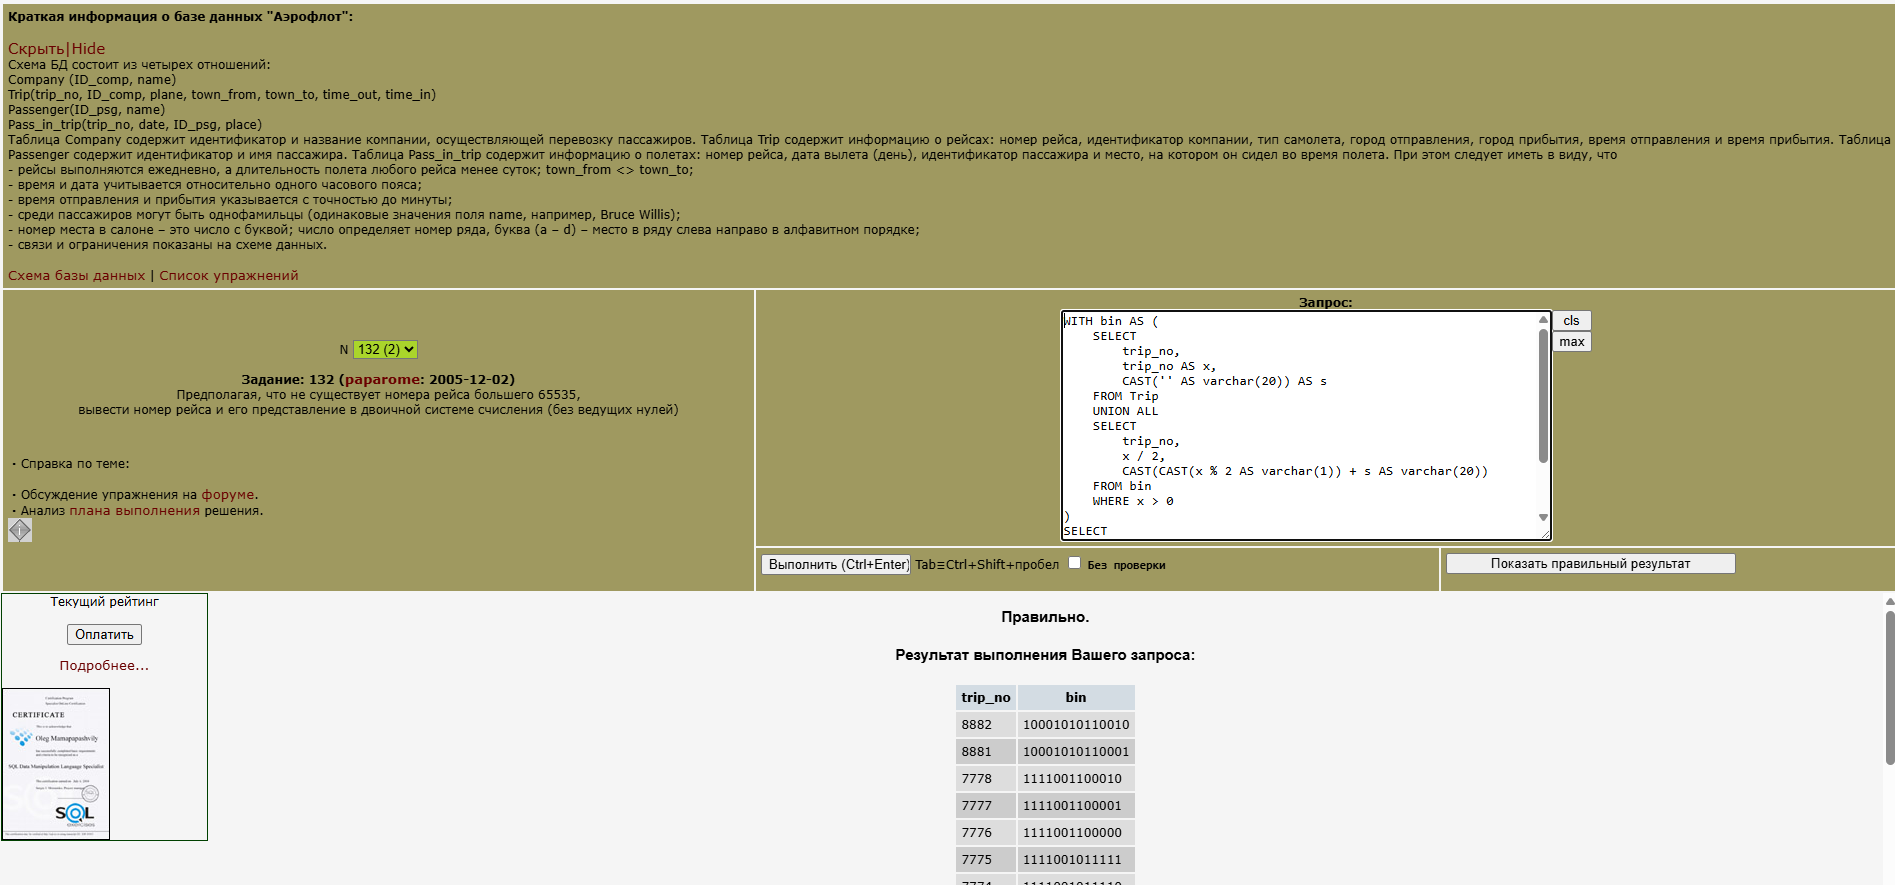 Краткая информация о базе данных "Аэрофлот":
Скрыть|Hide
Схема БД состоит из четырех отношений:
Company (ID_comp, name)
Trip(trip_no, ID_comp, plane, town_from, town_to, time_out, time_in)
Passenger(ID_psg, name)
Pass_in_trip(trip_no, date, ID_psg, place)
Таблица Company содержит идентификатор и название компании, осуществляющей перевозку пассажиров. Таблица Trip содержит информацию о рейсах: номер рейса, идентификатор компании, тип самолета, город отправления, город прибытия, время отправления и время прибытия. Таблица
Passenger содержит идентификатор и имя пассажира. Таблица Pass_in_trip содержит информацию о полетах: номер рейса, дата вылета (день), идентификатор пассажира и место, на котором он сидел во время полета. При этом следует иметь в виду, что
- рейсы выполняются ежедневно, а длительность полета любого рейса менее суток; town_from <> town_to;
- время и дата учитывается относительно одного часового пояса;
- время отправления и прибытия указывается с точностью до минуты;
- среди пассажиров могут быть однофамильцы (одинаковые значения поля name, например, Bruce Willis);
- номер места в салоне – это число с буквой; число определяет номер ряда, буква (a – d) – место в ряду слева направо в алфавитном порядке;
- связи и ограничения показаны на схеме данных.
Схема базы данных | Список упражнений
N 132 (2)
Задание: 132 (paparome: 2005-12-02)
Предполагая, что не существует номера рейса большего 65535,
вывести номер рейса и его представление в двоичной системе счисления (без ведущих нулей)
· Справка по теме:
· Обсуждение упражнения на форуме.
· Анализ плана выполнения решения.
Запрос:
WITH bin AS (
SELECT
trip_no,
trip_no AS x,
CAST('' AS varchar(20)) AS s
FROM Trip
UNION ALL
SELECT
trip_no,
x / 2,
CAST(CAST(x % 2 AS varchar(1)) + s AS varchar(20))
FROM bin
WHERE x > 0
)
SELECT
cls
max
Выполнить (Ctrl+Enter) Tab≡Ctrl+Shift+пробел Без проверки
Показать правильный результат
Текущий рейтинг
Оплатить
Подробнее...
CERTIFICATE
Oleg Mamapapashvily
SQL Data Manipulation Language Specialist
SQL
Правильно.
Результат выполнения Вашего запроса:
trip_no bin
8882 10001010110010
8881 10001010110001
7778 1111001100010
7777 1111001100001
7776 1111001100000
7775 1111001011111